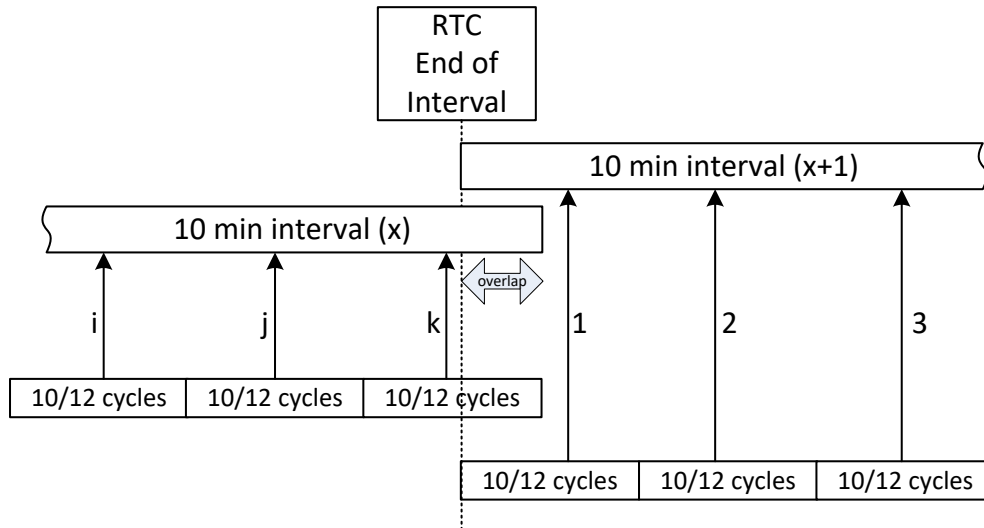 RTC
End of
Interval
10 min interval (x+1)
10 min interval (x)
overlap
i
j
k
1
2
3
10/12 cycles
10/12 cycles
10/12 cycles
10/12 cycles
10/12 cycles
10/12 cycles